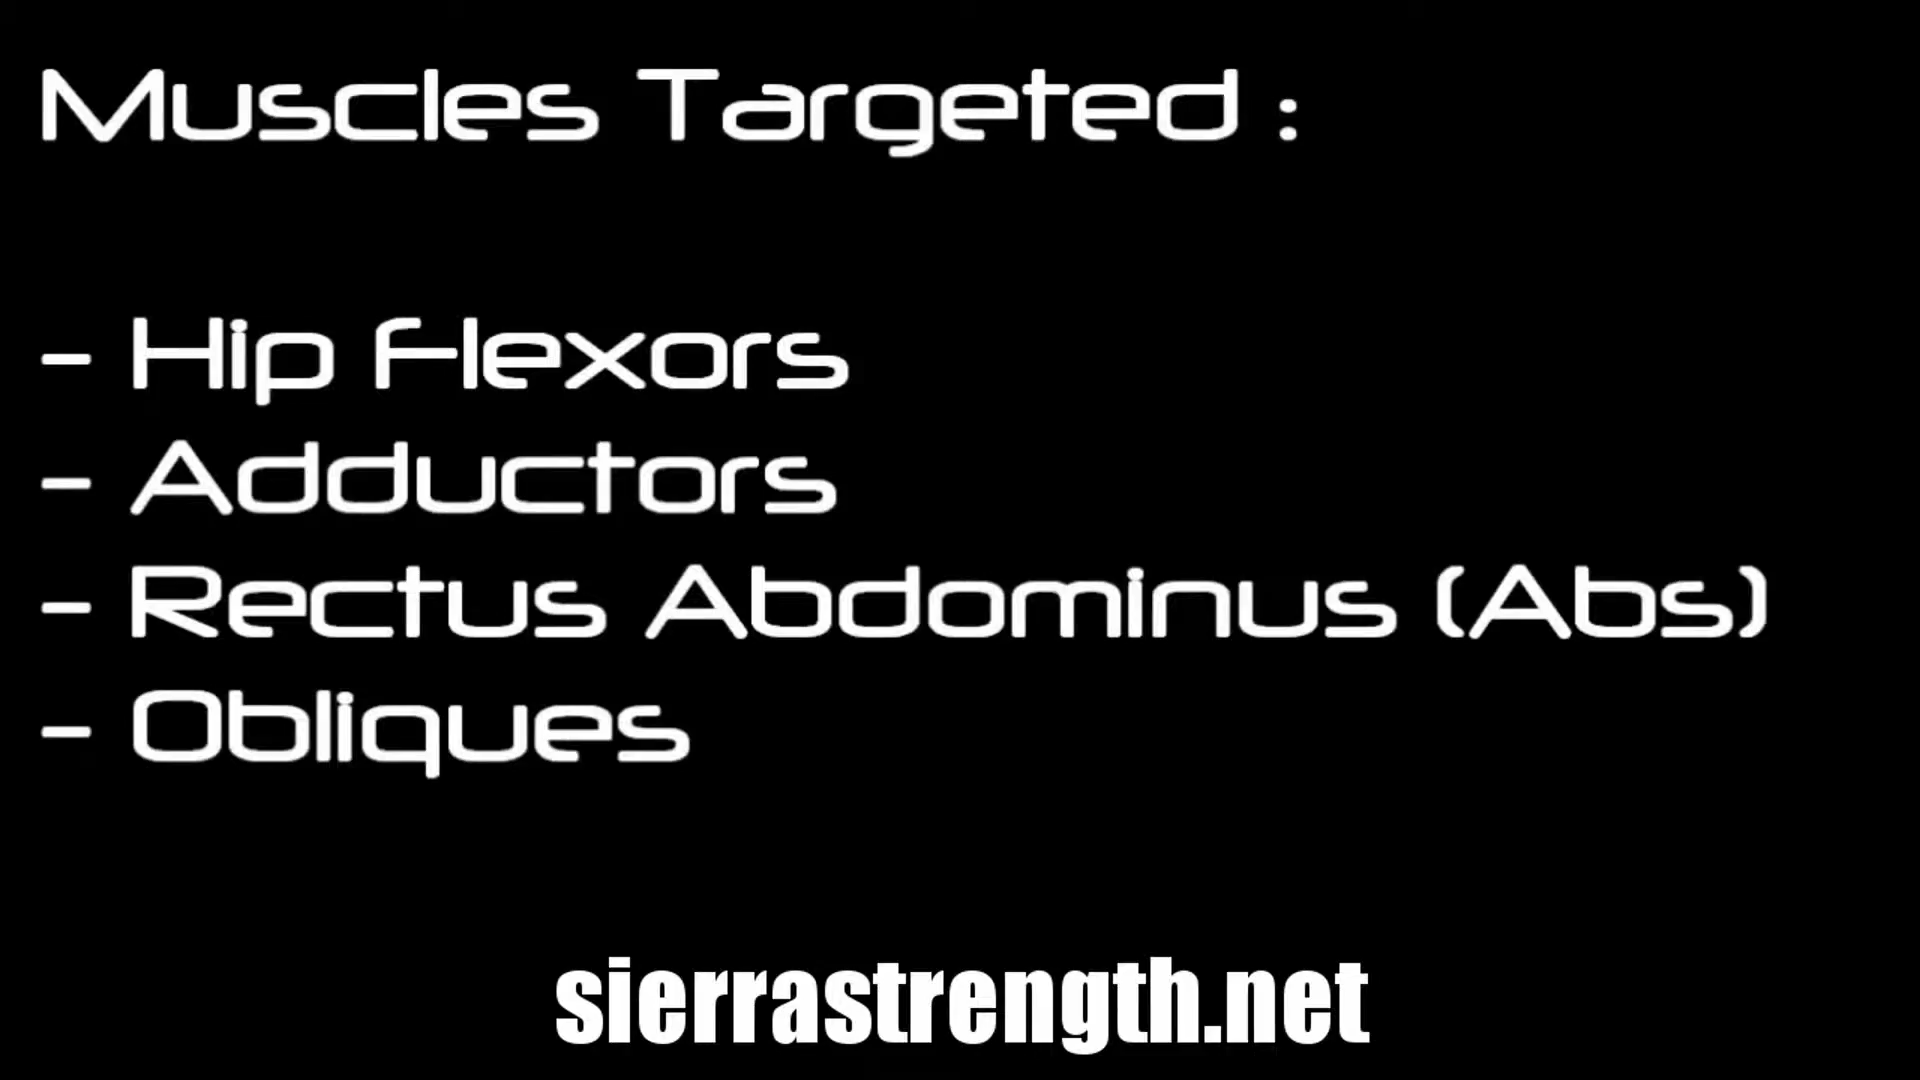 Muscles Targeted :
- Hip Flexors
- Adductors
- Rectus Abdominus (Abs)
- Obliques
sierrastrength.net